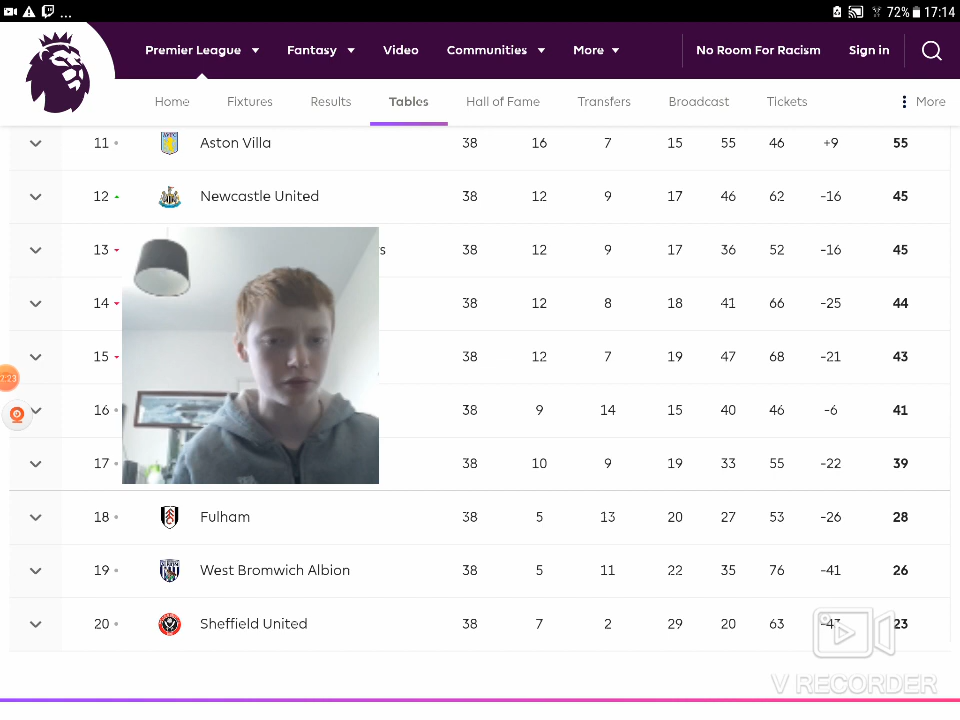 ... 72% 17:14
Premier League Fantasy Video Communities More No Room For Racism Sign in
Home Fixtures Results Tables Hall of Fame Transfers Broadcast Tickets More
11 Aston Villa 38 16 7 15 55 46 +9 55
12 Newcastle United 38 12 9 17 46 62 -16 45
13 s 38 12 9 17 36 52 -16 45
14 38 12 8 18 41 66 -25 44
15 38 12 7 19 47 68 -21 43
2:23
16 38 9 14 15 40 46 -6 41
17 38 10 9 19 33 55 -22 39
18 Fulham 38 5 13 20 27 53 -26 28
19 West Bromwich Albion 38 5 11 22 35 76 -41 26
20 Sheffield United 38 7 2 29 20 63 23
V RECORDER